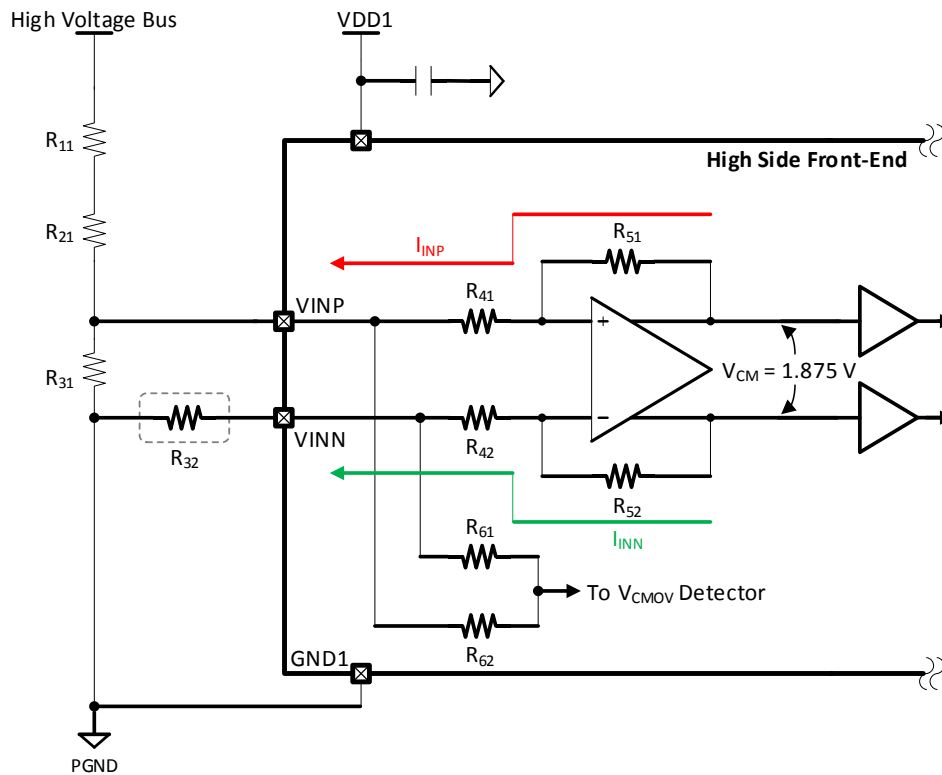 High Voltage Bus
VDD1
R11
High Side Front-End
R21
IINP
R51
VINP
R41
+
R31
VCM = 1.875 V
−
VINN
R42
R32
R52
R61
IINN
To VCMOV Detector
R62
GND1
PGND